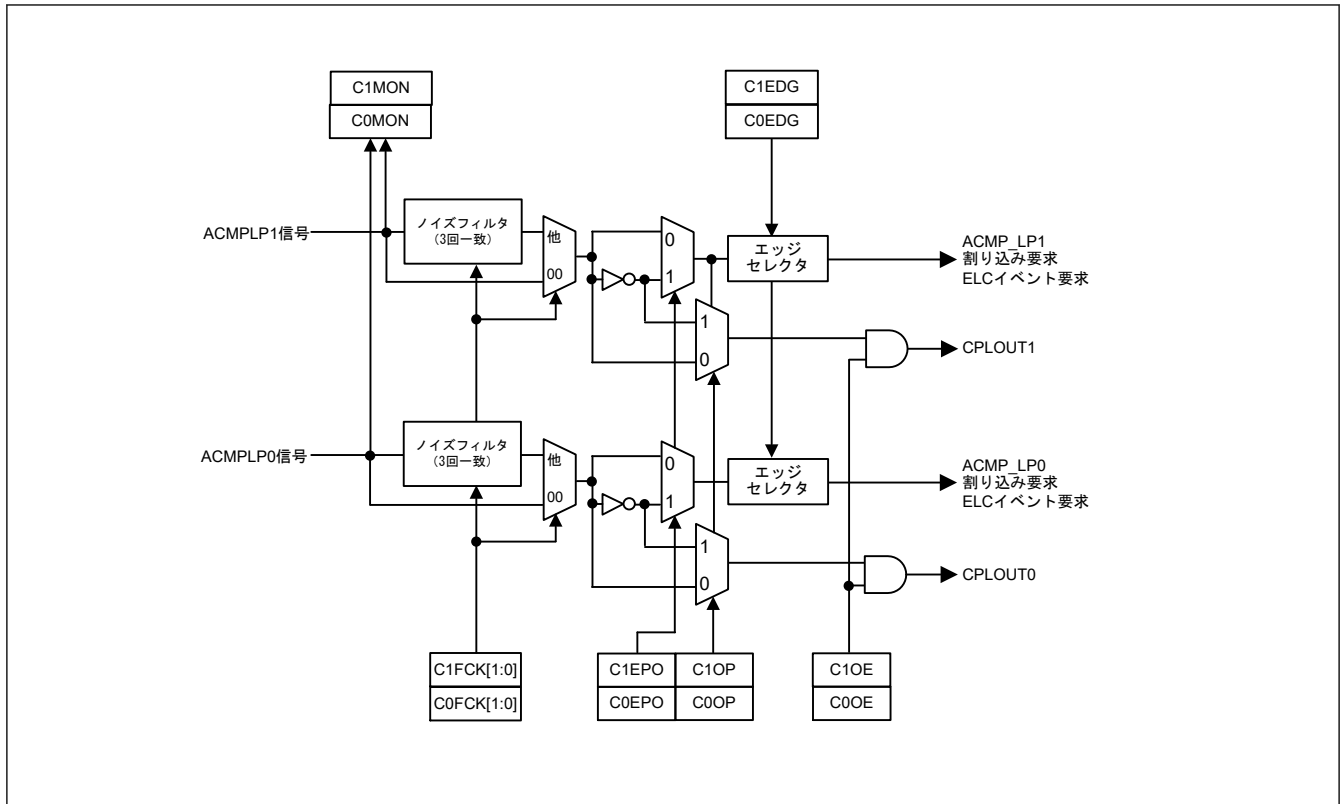 C1MON
C0MON
C1EDG
C0EDG
ACMPLP1信号
ノイズフィルタ
(3回一致)
他
00
0
1
1
0
エッジ
セレクタ
ACMP_LP1
割り込み要求
ELCイベント要求
CPLOUT1
ACMPLP0信号
ノイズフィルタ
(3回一致)
他
00
0
1
1
0
エッジ
セレクタ
ACMP_LP0
割り込み要求
ELCイベント要求
CPLOUT0
C1FCK[1:0]
C0FCK[1:0]
C1EPO
C0EPO
C1OP
C0OP
C1OE
C0OE